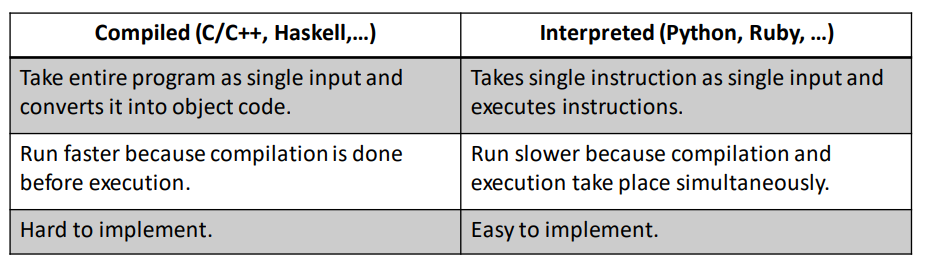 Compiled (C/C++, Haskell,...)
Interpreted (Python, Ruby, ...)
Take entire program as single input and
converts it into object code.
Takes single instruction as single input and
executes instructions.
Run faster because compilation is done
before execution.
Run slower because compilation and
execution take place simultaneously.
Hard to implement.
Easy to implement.